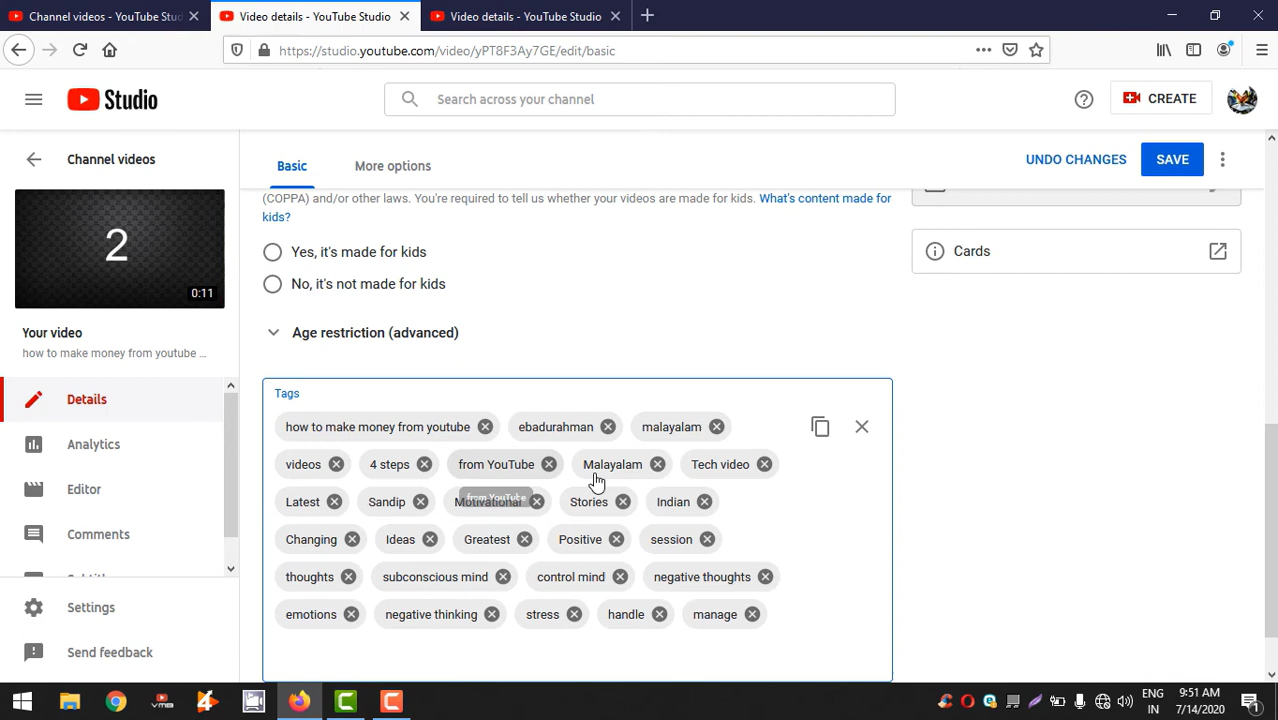 Channel videos - YouTube Stud
Video details - YouTube Studio
Video details - YouTube Studio
https://studio.youtube.com/video/yPT8F3Ay7GE/edit/basic
Studio
Search across your channel
CREATE
Channel videos
Basic
More options
UNDO CHANGES
SAVE
(COPPA) and/or other laws. You're required to tell us whether your videos are made for kids. What's content made for
kids?
Yes, it's made for kids
Cards
No, it's not made for kids
2
0:11
Age restriction (advanced)
Your video
how to make money from youtube ...
Details
Analytics
Editor
Comments
Settings
Send feedback
Tags
how to make money from youtube
ebadurahman
malayalam
videos
4 steps
from YouTube
Malayalam
Tech video
from YouTube
Latest
Sandip
Motivational
Stories
Indian
Changing
Ideas
Greatest
Positive
session
thoughts
subconscious mind
control mind
negative thoughts
emotions
negative thinking
stress
handle
manage
VMB
4
ENG
IN
9:51 AM
7/14/2020
1